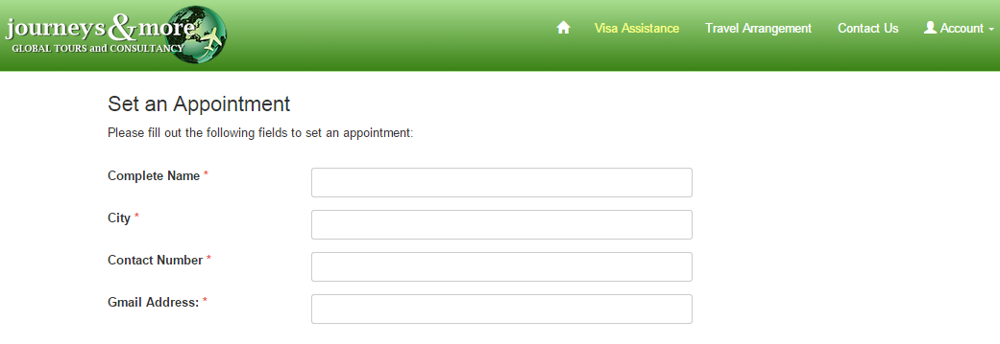 journeys&more
GLOBAL TOURS and CONSULTANCY
Visa Assistance Travel Arrangement Contact Us Account
Set an Appointment
Please fill out the following fields to set an appointment:
Complete Name *
City *
Contact Number *
Gmail Address: *